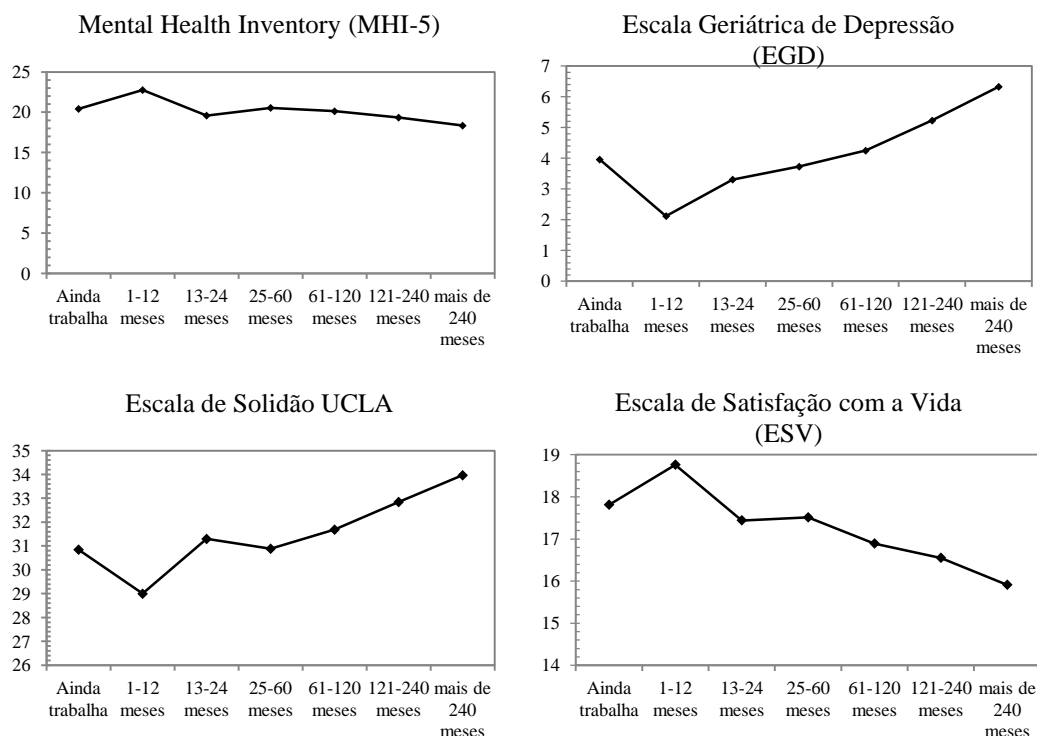 Mental Health Inventory (MHI-5)
25
20
15
10
5
0
Ainda 1-12 13-24 25-60 61-120 121-240 mais de
trabalha meses meses meses meses meses 240
meses
Escala Geriátrica de Depressão
(EGD)
7
6
5
4
3
2
1
0
Ainda 1-12 13-24 25-60 61-120 121-240 mais de
trabalha meses meses meses meses meses 240
meses
Escala de Solidão UCLA
35
34
33
32
31
30
29
28
27
26
Ainda 1-12 13-24 25-60 61-120 121-240 mais de
trabalha meses meses meses meses meses 240
meses
Escala de Satisfação com a Vida
(ESV)
19
18
17
16
15
14
Ainda 1-12 13-24 25-60 61-120 121-240 mais de
trabalha meses meses meses meses meses 240
meses